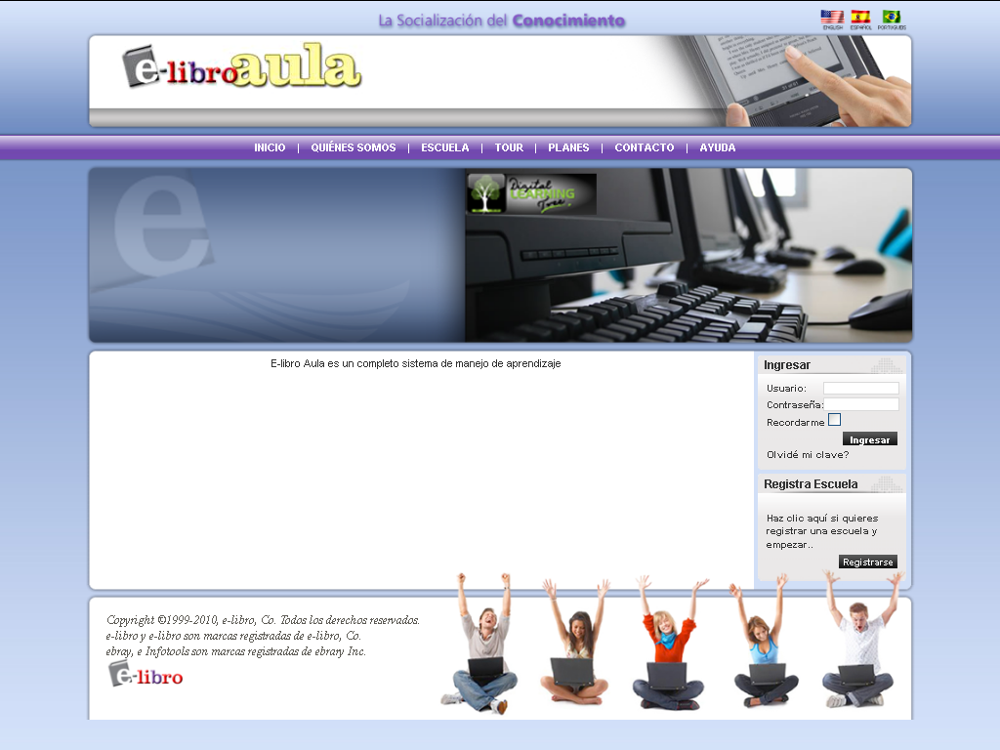 La Socialización del Conocimiento
ENGLISH ESPAÑOL PORTUGUES
e-libro aula
INICIO | QUIÉNES SOMOS | ESCUELA | TOUR | PLANES | CONTACTO | AYUDA
e
Digital
LEARNING
Tree
E-libro Aula es un completo sistema de manejo de aprendizaje
Ingresar
Usuario:
Contraseña:
Recordarme
Ingresar
Olvidé mi clave?
Registra Escuela
Haz clic aquí si quieres
registrar una escuela y
empezar..
Registrarse
Copyright ©1999-2010, e-libro, Co. Todos los derechos reservados.
e-libro y e-libro son marcas registradas de e-libro, Co.
ebray, e Infotools son marcas registradas de ebrary Inc.
e-libro